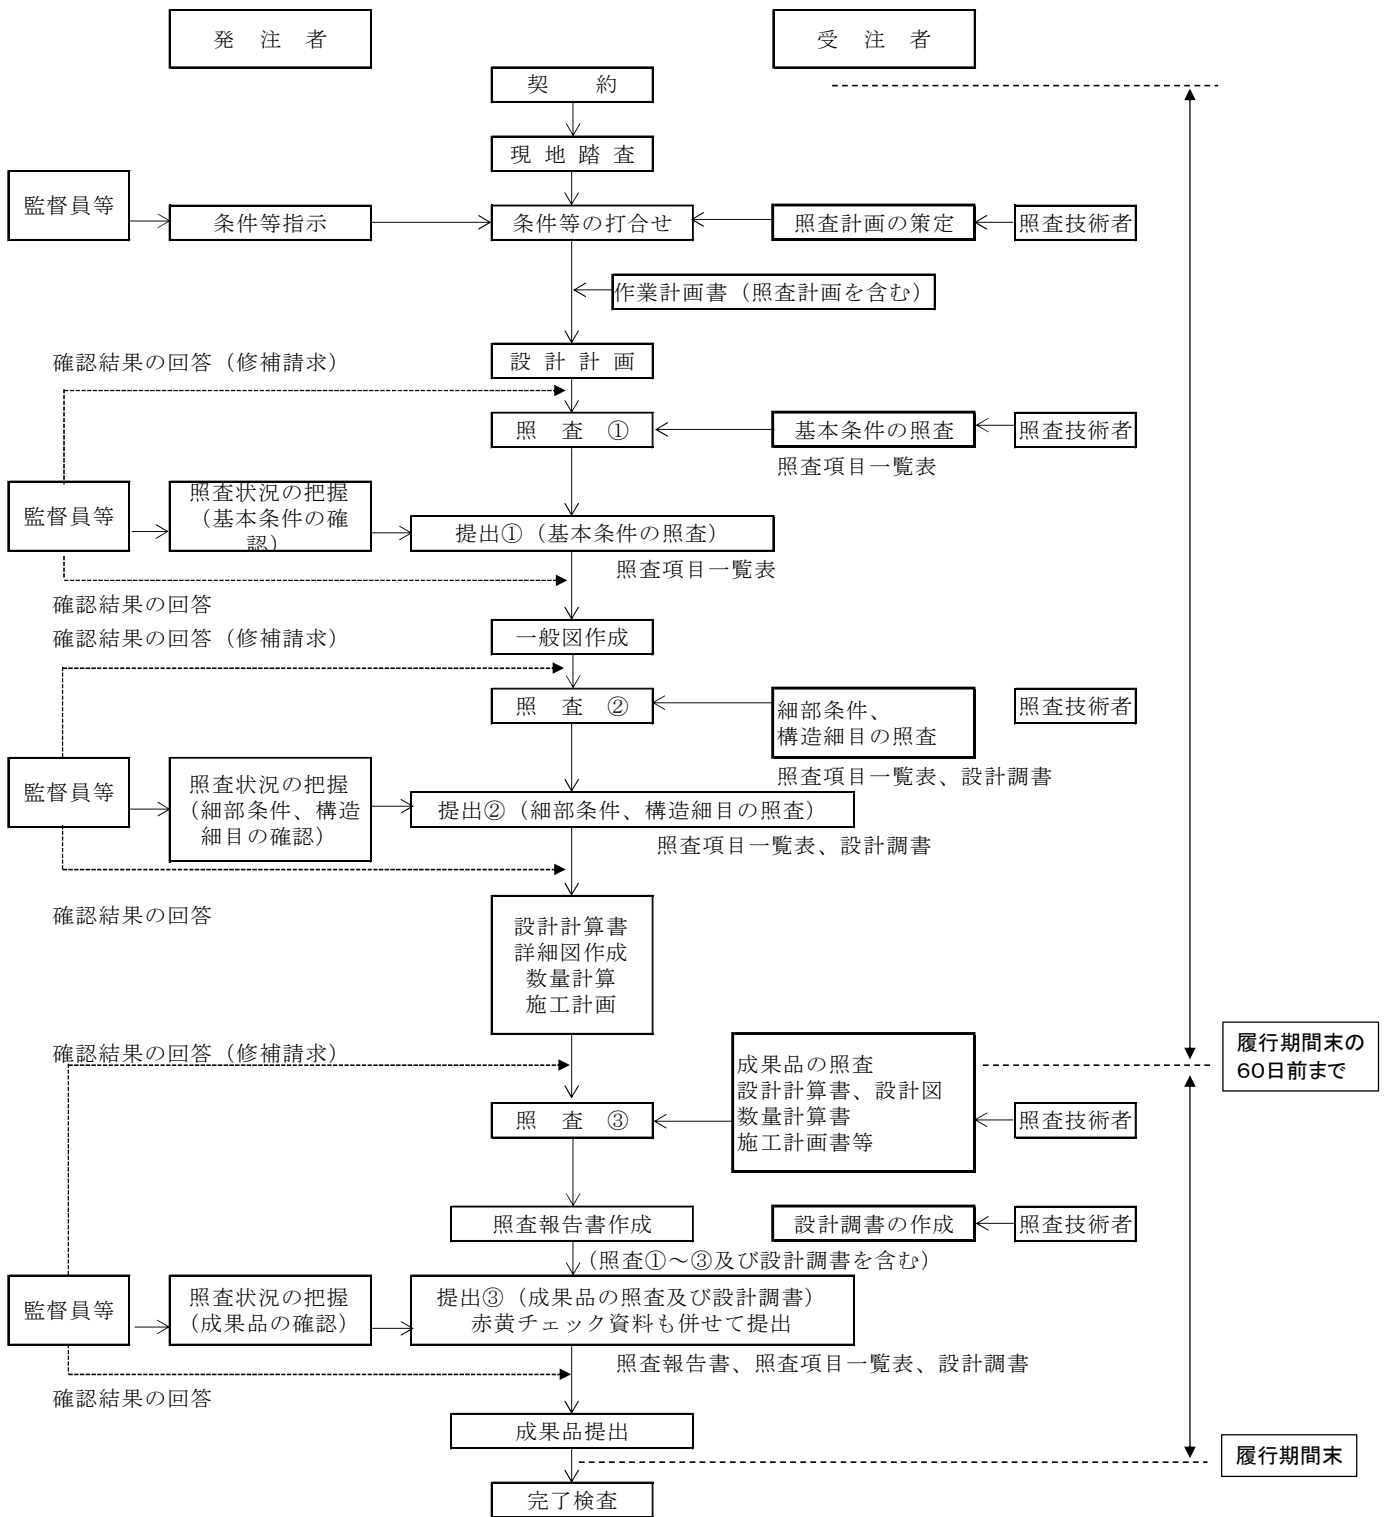 発　注　者
受　注　者
契　　約
現 地 踏 査
監督員等
条件等指示
条件等の打合せ
照査計画の策定
照査技術者
作業計画書（照査計画を含む）
設 計 計 画
確認結果の回答（修補請求）
照　査　①
基本条件の照査
照査技術者
照査項目一覧表
監督員等
照査状況の把握
（基本条件の確
認）
提出①（基本条件の照査）
照査項目一覧表
確認結果の回答
確認結果の回答（修補請求）
一般図作成
照　査　②
細部条件、
構造細目の照査
照査技術者
照査項目一覧表、設計調書
監督員等
照査状況の把握
（細部条件、構造
細目の確認）
提出②（細部条件、構造細目の照査）
照査項目一覧表、設計調書
確認結果の回答
設計計算書
詳細図作成
数量計算
施工計画
確認結果の回答（修補請求）
履行期間末の
60日前まで
成果品の照査
設計計算書、設計図
数量計算書
施工計画書等
照　査　③
照査技術者
照査報告書作成
設計調書の作成
照査技術者
（照査①～③及び設計調書を含む）
監督員等
照査状況の把握
（成果品の確認）
提出③（成果品の照査及び設計調書）
赤黄チェック資料も併せて提出
照査報告書、照査項目一覧表、設計調書
確認結果の回答
成果品提出
履行期間末
完了検査